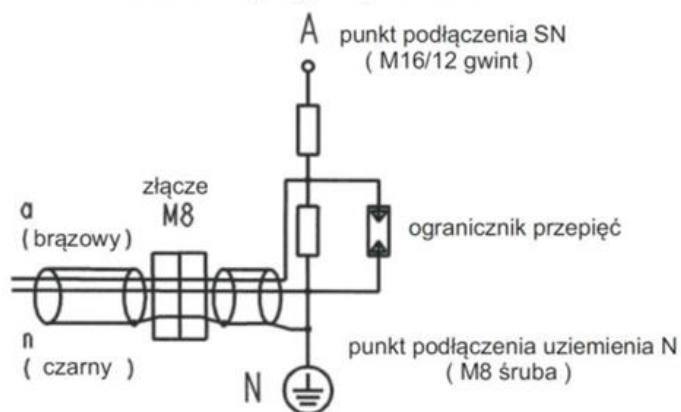 A
punkt podłączenia SN
( M16/12 gwint )
złącze
M8
a
( brązowy )
ogranicznik przepięć
n
( czarny )
punkt podłączenia uziemienia N
( M8 śruba )
N